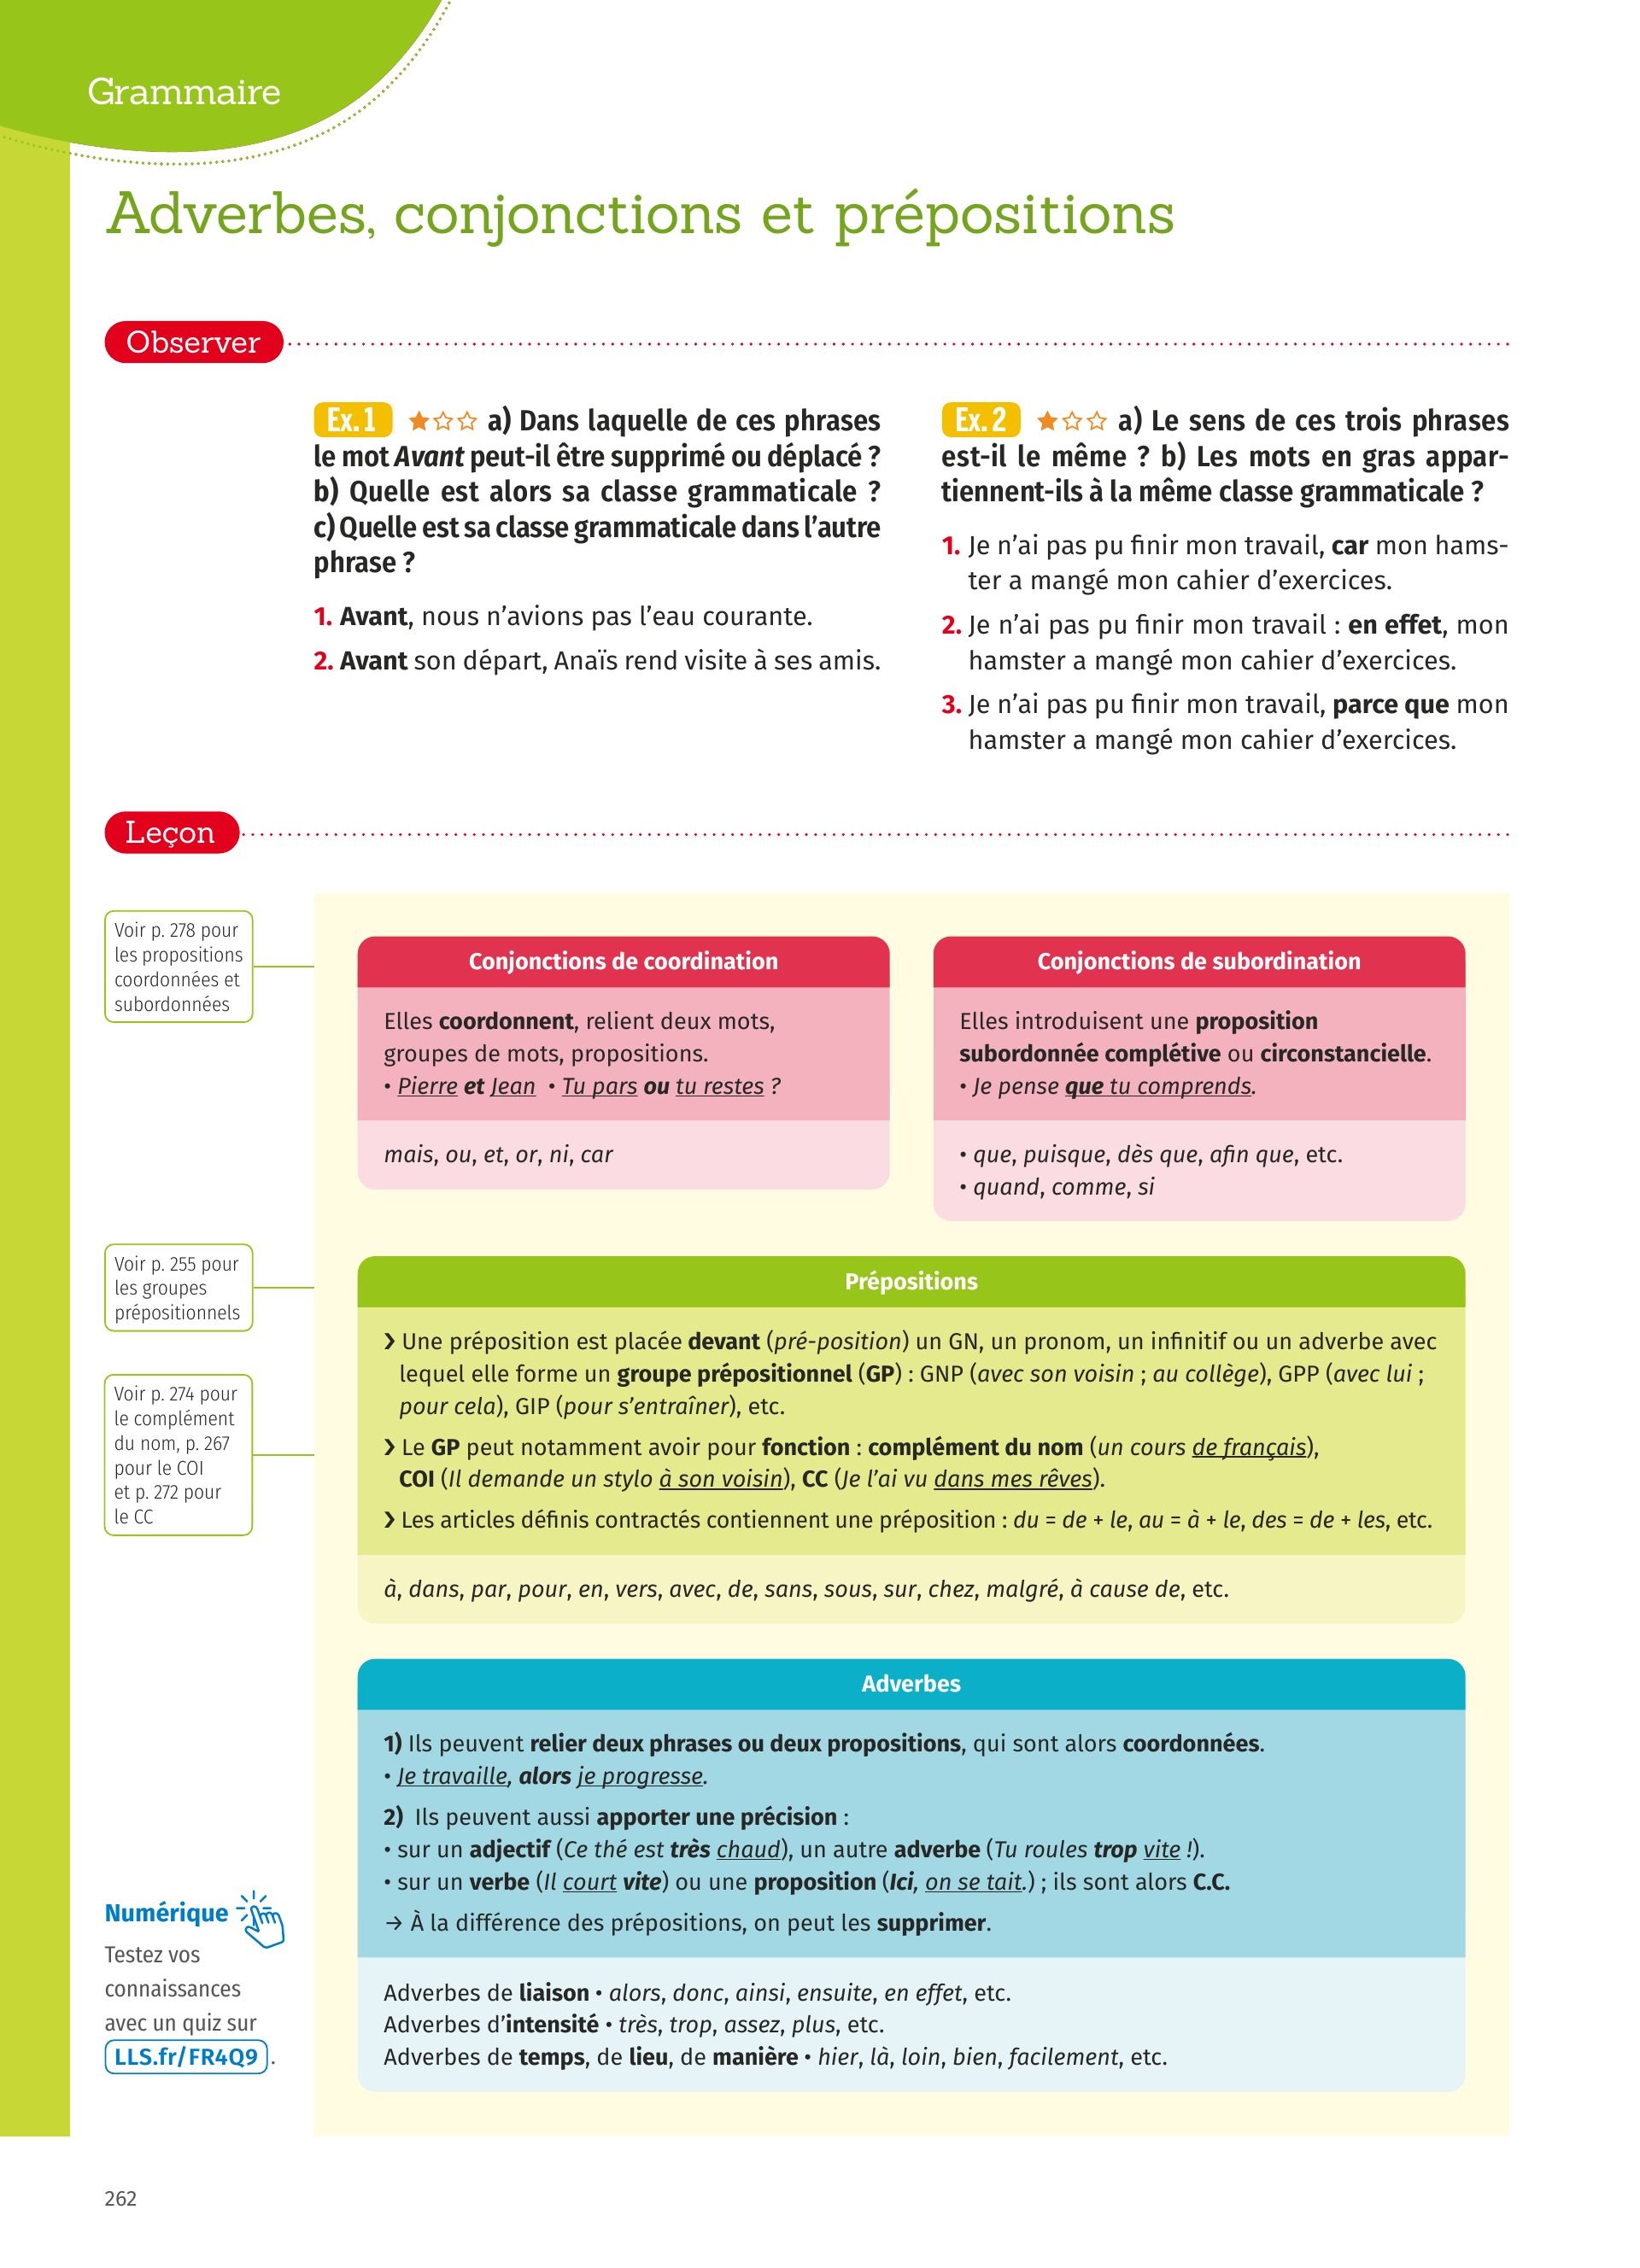 Grammaire
Adverbes, conjonctions et prépositions
Observer
Ex. 1 a) Dans laquelle de ces phrases
le mot Avant peut-il être supprimé ou déplacé ?
b) Quelle est alors sa classe grammaticale ?
c) Quelle est sa classe grammaticale dans l’autre
phrase ?
1. Avant, nous n’avions pas l’eau courante.
2. Avant son départ, Anaïs rend visite à ses amis.
Ex. 2 a) Le sens de ces trois phrases
est-il le même ? b) Les mots en gras appar-
tiennent-ils à la même classe grammaticale ?
1. Je n’ai pas pu finir mon travail, car mon hams-
ter a mangé mon cahier d’exercices.
2. Je n’ai pas pu finir mon travail : en effet, mon
hamster a mangé mon cahier d’exercices.
3. Je n’ai pas pu finir mon travail, parce que mon
hamster a mangé mon cahier d’exercices.
Leçon
Voir p. 278 pour
les propositions
coordonnées et
subordonnées
Conjonctions de coordination
Elles coordonnent, relient deux mots,
groupes de mots, propositions.
• Pierre et Jean • Tu pars ou tu restes ?
mais, ou, et, or, ni, car
Conjonctions de subordination
Elles introduisent une proposition
subordonnée complétive ou circonstancielle.
• Je pense que tu comprends.
• que, puisque, dès que, afin que, etc.
• quand, comme, si
Voir p. 255 pour
les groupes
prépositionnels
Voir p. 274 pour
le complément
du nom, p. 267
pour le COI
et p. 272 pour
le CC
Prépositions
❯ Une préposition est placée devant (pré-position) un GN, un pronom, un infinitif ou un adverbe avec
lequel elle forme un groupe prépositionnel (GP) : GNP (avec son voisin ; au collège), GPP (avec lui ;
pour cela), GIP (pour s’entraîner), etc.
❯ Le GP peut notamment avoir pour fonction : complément du nom (un cours de français),
COI (Il demande un stylo à son voisin), CC (Je l’ai vu dans mes rêves).
❯ Les articles définis contractés contiennent une préposition : du = de + le, au = à + le, des = de + les, etc.
à, dans, par, pour, en, vers, avec, de, sans, sous, sur, chez, malgré, à cause de, etc.
Adverbes
1) Ils peuvent relier deux phrases ou deux propositions, qui sont alors coordonnées.
• Je travaille, alors je progresse.
2) Ils peuvent aussi apporter une précision :
• sur un adjectif (Ce thé est très chaud), un autre adverbe (Tu roules trop vite !).
• sur un verbe (Il court vite) ou une proposition (Ici, on se tait.) ; ils sont alors C.C.
→ À la différence des prépositions, on peut les supprimer.
Adverbes de liaison • alors, donc, ainsi, ensuite, en effet, etc.
Adverbes d’intensité • très, trop, assez, plus, etc.
Adverbes de temps, de lieu, de manière • hier, là, loin, bien, facilement, etc.
Numérique
Testez vos
connaissances
avec un quiz sur
LLS.fr/FR4Q9 .
262